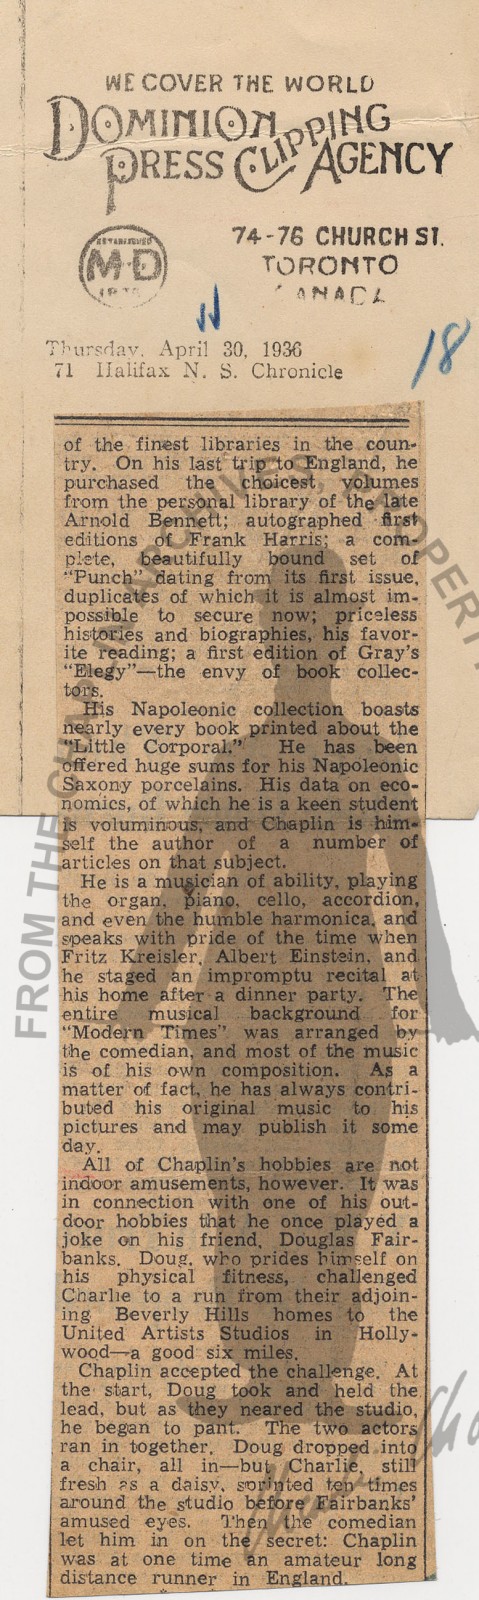 WE COVER THE WORLD
DOMINION
PRESS CLIPPING AGENCY
ESTABLISHED
M-D
74-76 CHURCH ST.
TORONTO
CANADA
18
Thursday, April 30, 1936
71 Halifax N. S. Chronicle
of the finest libraries in the coun-
try. On his last trip to England, he
purchased the choicest volumes
from the personal library of the late
Arnold Bennett; autographed first
editions of Frank Harris; a com-
plete, beautifully bound set of
"Punch" dating from its first issue,
duplicates of which it is almost im-
possible to secure now; priceless
histories and biographies, his favor-
ite reading; a first edition of Gray's
"Elegy"—the envy of book collec-
tors.
His Napoleonic collection boasts
nearly every book printed about the
"Little Corporal." He has been
offered huge sums for his Napoleonic
Saxony porcelains. His data on eco-
nomics, of which he is a keen student
is voluminous, and Chaplin is him-
self the author of a number of
articles on that subject.
He is a musician of ability, playing
the organ, piano, cello, accordion,
and even the humble harmonica, and
speaks with pride of the time when
Fritz Kreisler, Albert Einstein, and
he staged an impromptu recital at
his home after a dinner party. The
entire musical background for
"Modern Times" was arranged by
the comedian, and most of the music
is of his own composition. As a
matter of fact, he has always contri-
buted his original music to his
pictures and may publish it some
day.
All of Chaplin's hobbies are not
indoor amusements, however. It was
in connection with one of his out-
door hobbies that he once played a
joke on his friend, Douglas Fair-
banks. Doug, who prides himself on
his physical fitness, challenged
Charlie to a run from their adjoin-
ing Beverly Hills homes to the
United Artists Studios in Holly-
wood—a good six miles.
Chaplin accepted the challenge. At
the start, Doug took and held the
lead, but as they neared the studio,
he began to pant. The two actors
ran in together. Doug dropped into
a chair, all in—but Charlie, still
fresh as a daisy, sprinted ten times
around the studio before Fairbanks'
amused eyes. Then the comedian
let him in on the secret: Chaplin
was at one time an amateur long
distance runner in England.
FROM THE CHAPLIN ARCHIVES, PROPERTY